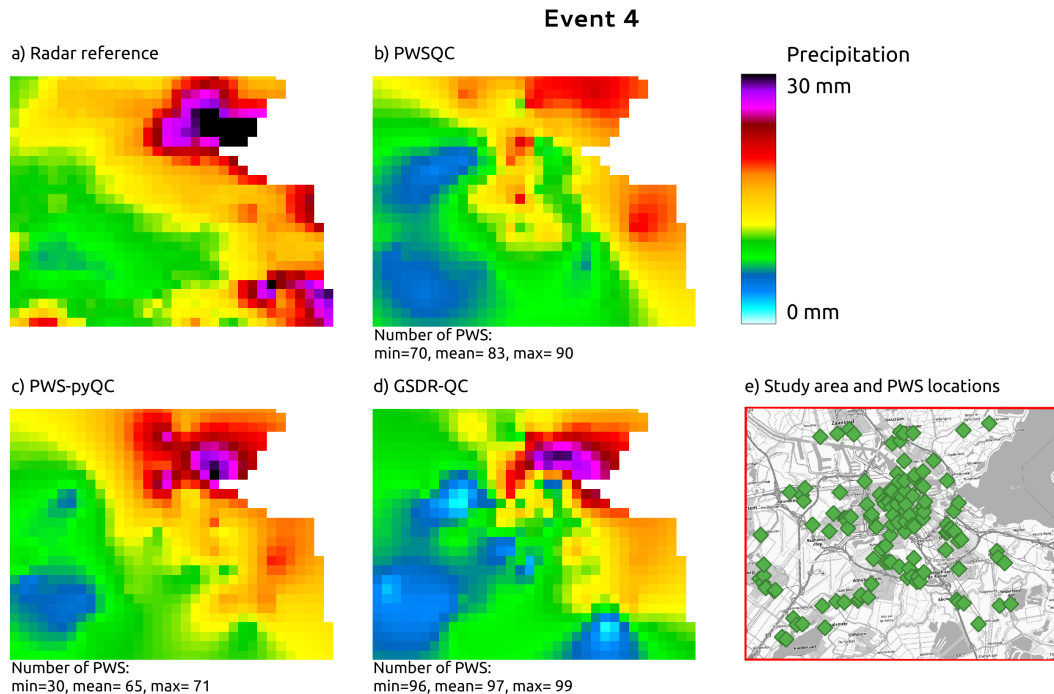 Event 4
a) Radar reference
b) PWSQC
Precipitation
30 mm
0 mm
Number of PWS:
min=70, mean= 83, max= 90
c) PWS-pyQC
d) GSDR-QC
e) Study area and PWS locations
Number of PWS:
min=30, mean= 65, max= 71
Number of PWS:
min=96, mean= 97, max= 99